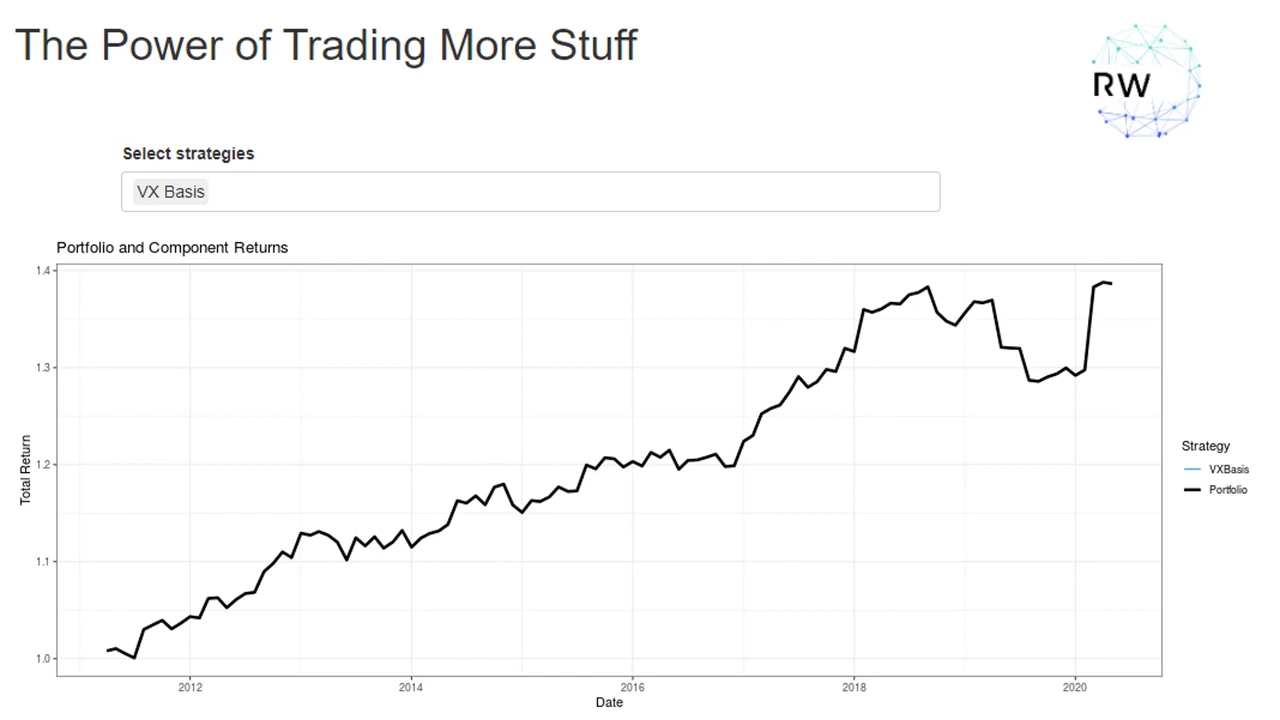 The Power of Trading More Stuff
RW
Select strategies
VX Basis
Portfolio and Component Returns
1.4
1.3
1.2
1.1
1.0
Total Return
2012
2014
2016
2018
2020
Date
Strategy
VXBasis
Portfolio